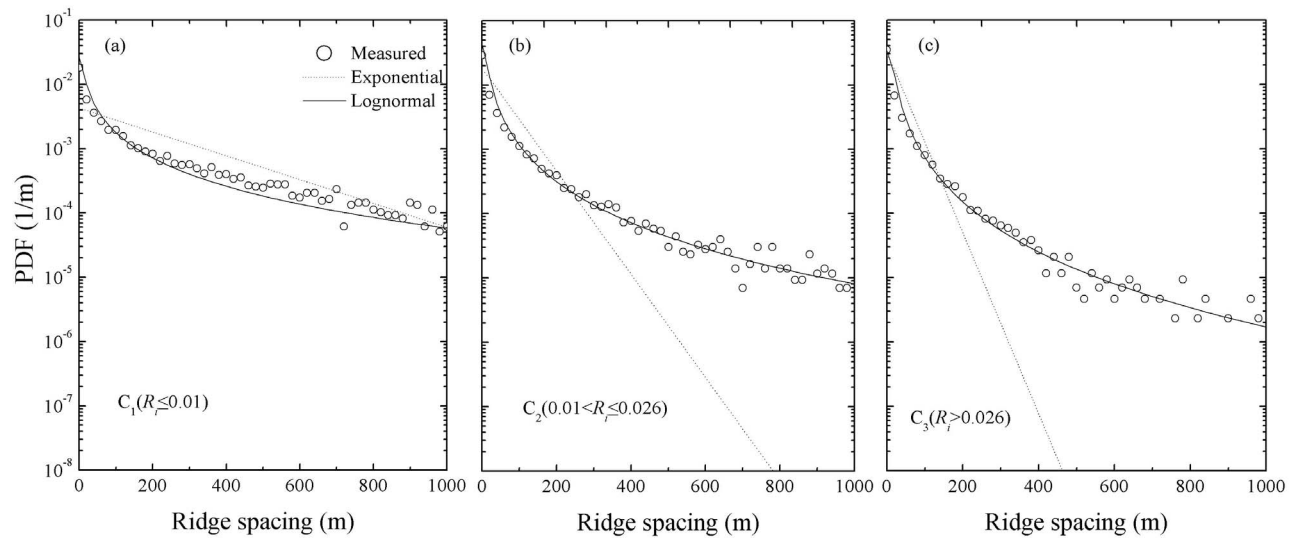 (a)
Measured
Exponential
Lognormal
(b)
(c)
10⁻¹
10⁻²
10⁻³
10⁻⁴
10⁻⁵
10⁻⁶
10⁻⁷
10⁻⁸
PDF (1/m)
C₁(Rᵢ≤0.01)
C₂(0.01<Rᵢ≤0.026)
C₃(Rᵢ>0.026)
0 200 400 600 800 1000
0 200 400 600 800 1000
0 200 400 600 800 1000
Ridge spacing (m)
Ridge spacing (m)
Ridge spacing (m)